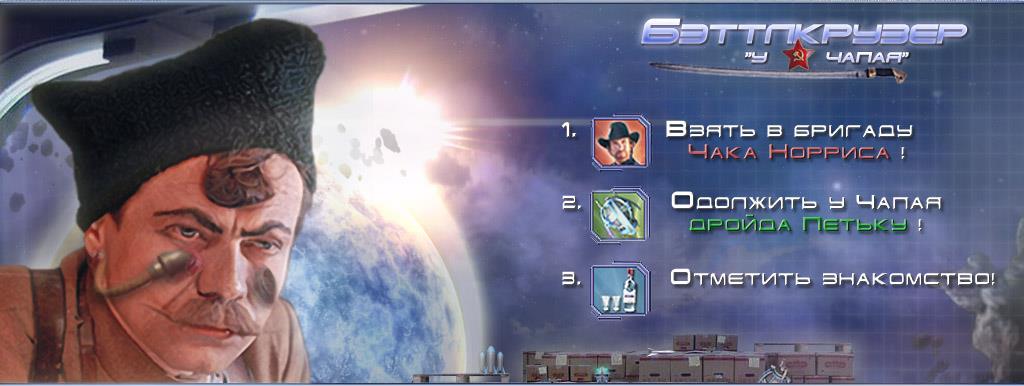 Бэттлкрузер
"У Чапая"
1. Взять в бригаду
Чака Норриса !
2. Одолжить у Чапая
дройда Петьку !
3. Отметить знакомство!